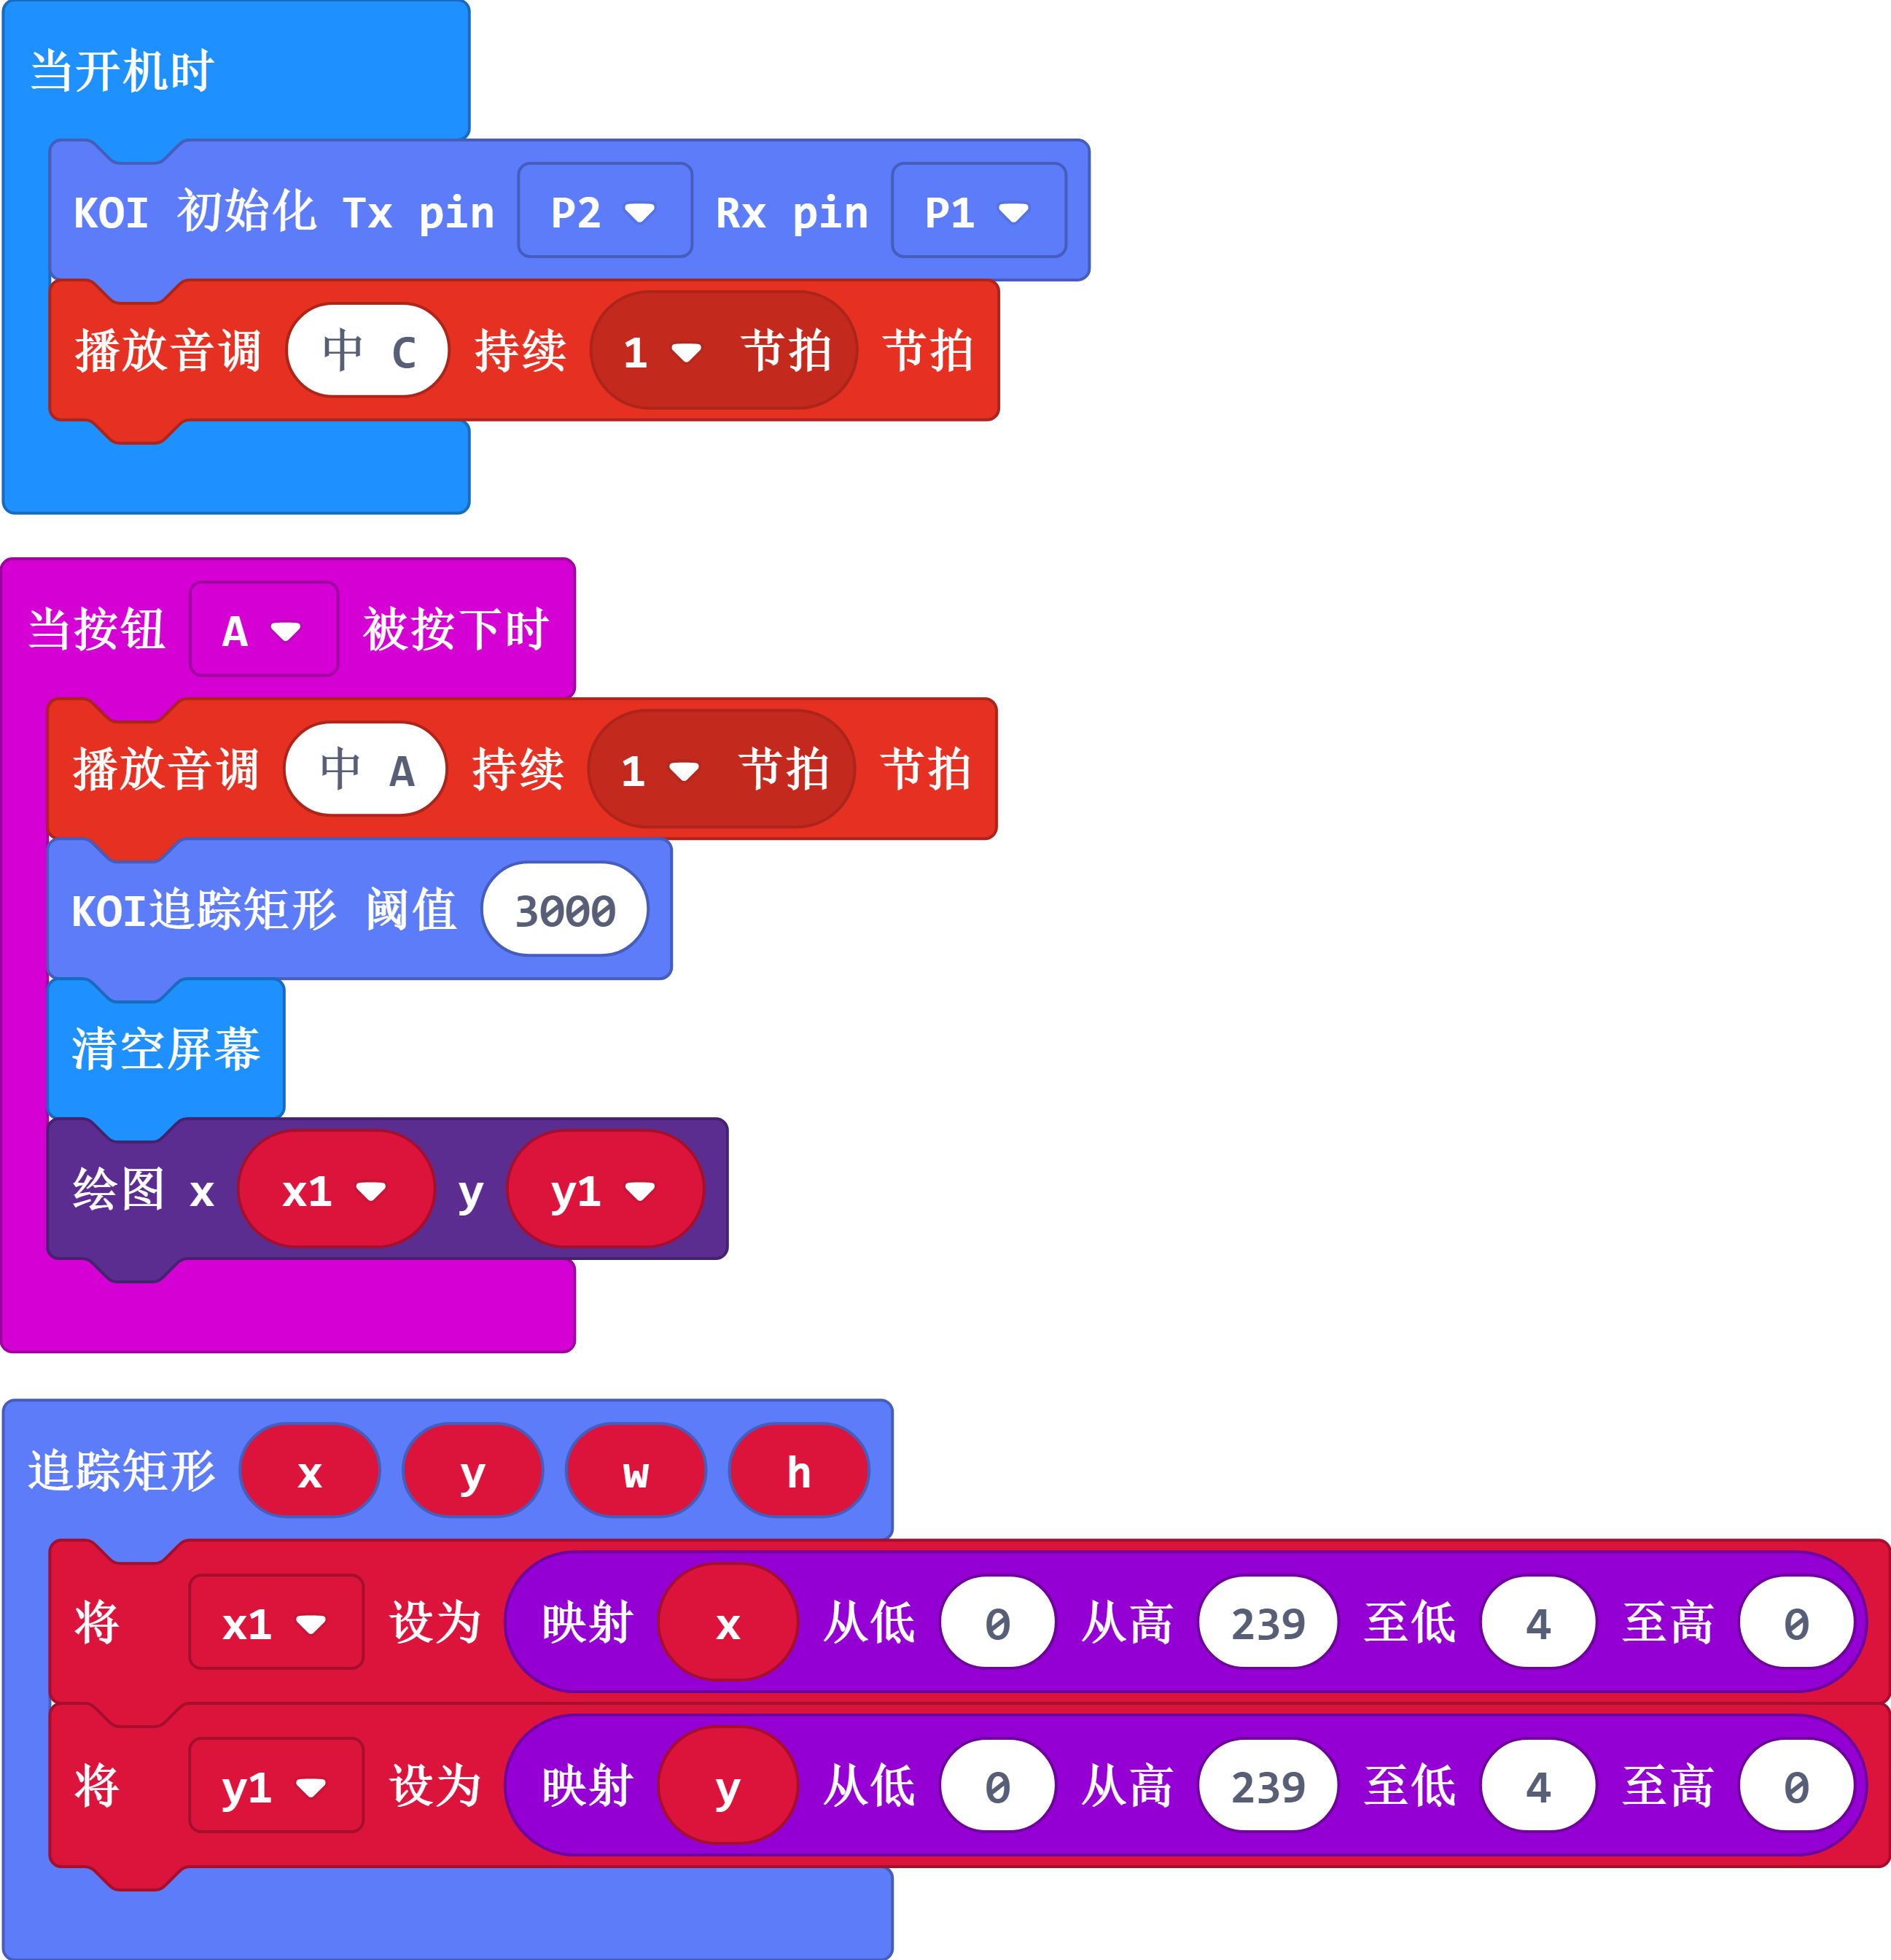 当开机时
KOI 初始化 Tx pin P2 Rx pin P1
播放音调 中 C 持续 1 节拍 节拍
当按钮 A 被按下时
播放音调 中 A 持续 1 节拍 节拍
KOI追踪矩形 阈值 3000
清空屏幕
绘图 x x1 y y1
追踪矩形 x y w h
将 x1 设为 映射 x 从低 0 从高 239 至低 4 至高 0
将 y1 设为 映射 y 从低 0 从高 239 至低 4 至高 0